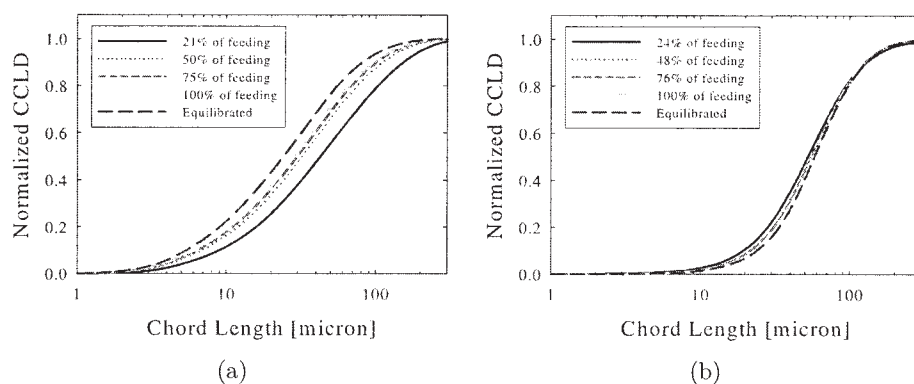 Normalized CCLD
1.0
0.8
0.6
0.4
0.2
0.0
21% of feeding
50% of feeding
75% of feeding
100% of feeding
Equilibrated
1
10
100
Chord Length [micron]
(a)
Normalized CCLD
1.0
0.8
0.6
0.4
0.2
0.0
24% of feeding
48% of feeding
76% of feeding
100% of feeding
Equilibrated
1
10
100
Chord Length [micron]
(b)